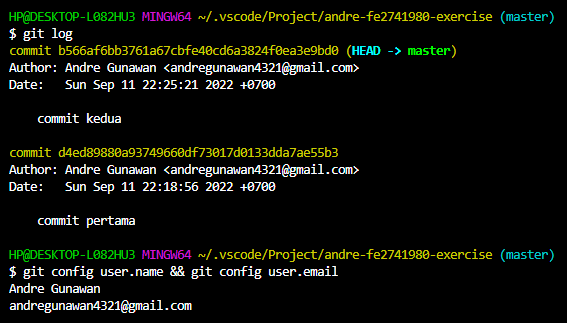 HP@DESKTOP-L082HU3 MINGW64 ~/.vscode/Project/andre-fe2741980-exercise (master)
$ git log
commit b566af6bb3761a67cbfe40cd6a3824f0ea3e9bd0 (HEAD -> master)
Author: Andre Gunawan <andregunawan4321@gmail.com>
Date:   Sun Sep 11 22:25:21 2022 +0700

    commit kedua

commit d4ed89880a93749660df73017d0133dda7ae55b3
Author: Andre Gunawan <andregunawan4321@gmail.com>
Date:   Sun Sep 11 22:18:56 2022 +0700

    commit pertama

HP@DESKTOP-L082HU3 MINGW64 ~/.vscode/Project/andre-fe2741980-exercise (master)
$ git config user.name && git config user.email
Andre Gunawan
andregunawan4321@gmail.com